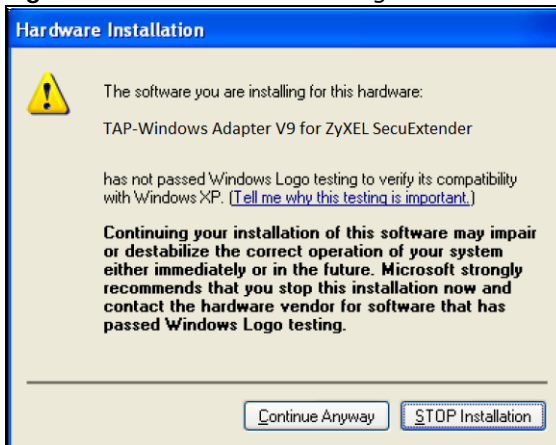 Hardware Installation
The software you are installing for this hardware:
TAP-Windows Adapter V9 for ZyXEL SecuExtender
has not passed Windows Logo testing to verify its compatibility
with Windows XP. (Tell me why this testing is important.)
Continuing your installation of this software may impair
or destabilize the correct operation of your system
either immediately or in the future. Microsoft strongly
recommends that you stop this installation now and
contact the hardware vendor for software that has
passed Windows Logo testing.
Continue Anyway
STOP Installation